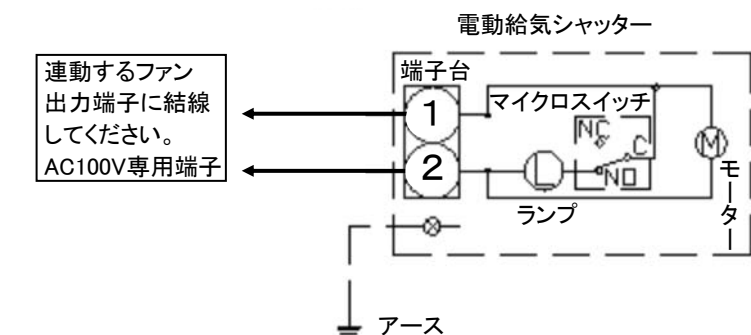 電動給気シャッター
連動するファン
出力端子に結線
してください。
AC100V専用端子
端子台
1
2
マイクロスイッチ
NC
C
NO
L
ランプ
M
モーター
アース